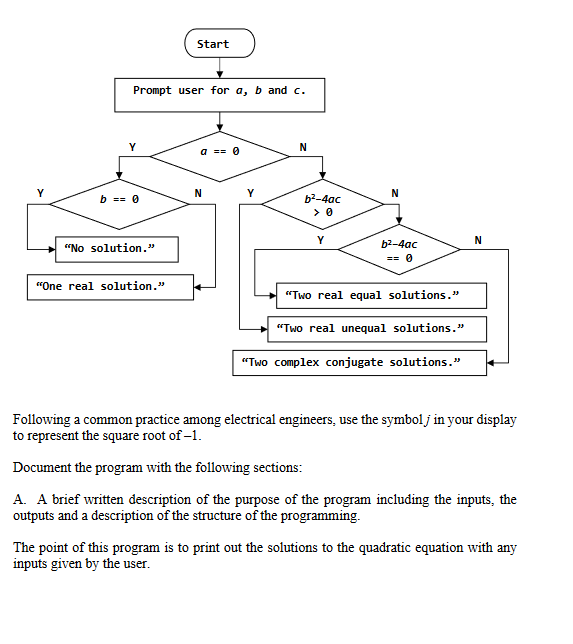 Start
Prompt user for a, b and c.
Y
a == 0
N
Y
b == 0
N
Y
b²-4ac
> 0
N
Y
b²-4ac
== 0
N
“No solution.”
“One real solution.”
“Two real equal solutions.”
“Two real unequal solutions.”
“Two complex conjugate solutions.”
Following a common practice among electrical engineers, use the symbol j in your display
to represent the square root of –1.
Document the program with the following sections:
A. A brief written description of the purpose of the program including the inputs, the
outputs and a description of the structure of the programming.
The point of this program is to print out the solutions to the quadratic equation with any
inputs given by the user.